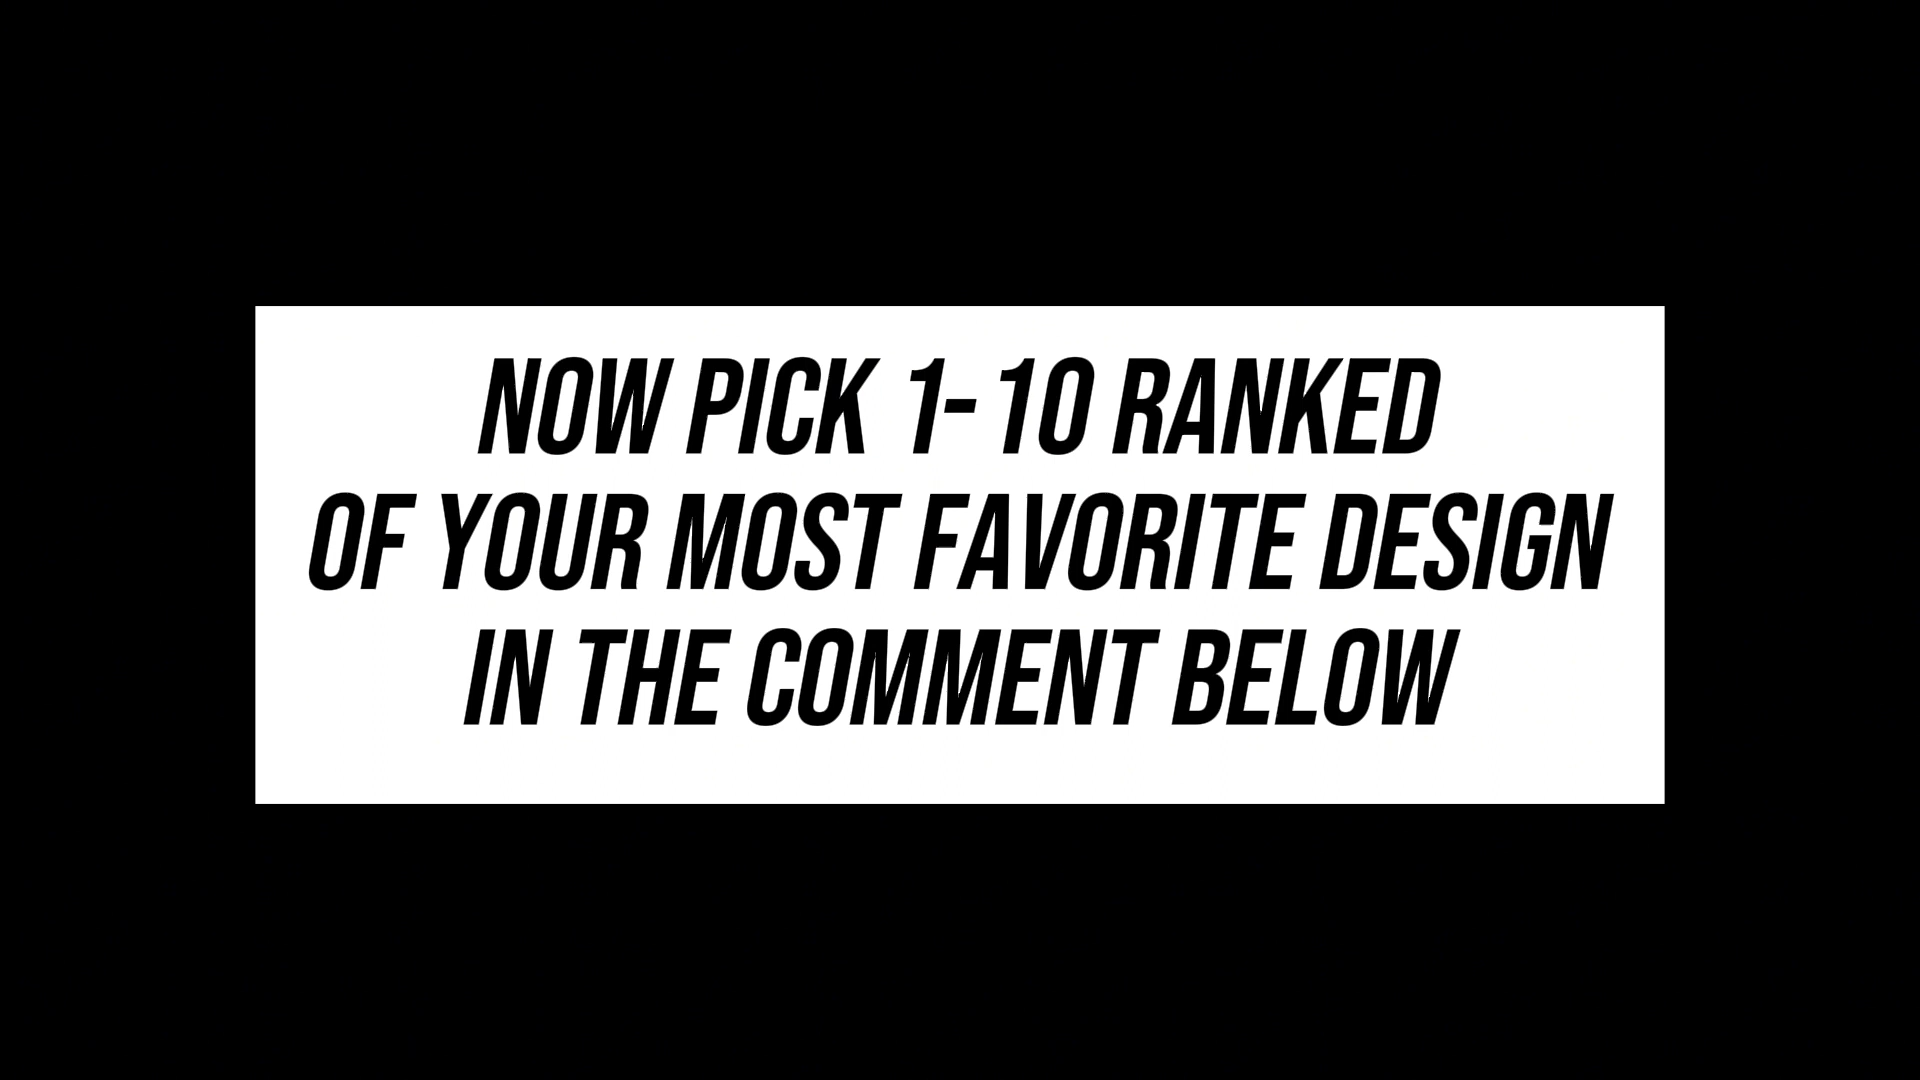 NOW PICK 1-10 RANKED
OF YOUR MOST FAVORITE DESIGN
IN THE COMMENT BELOW